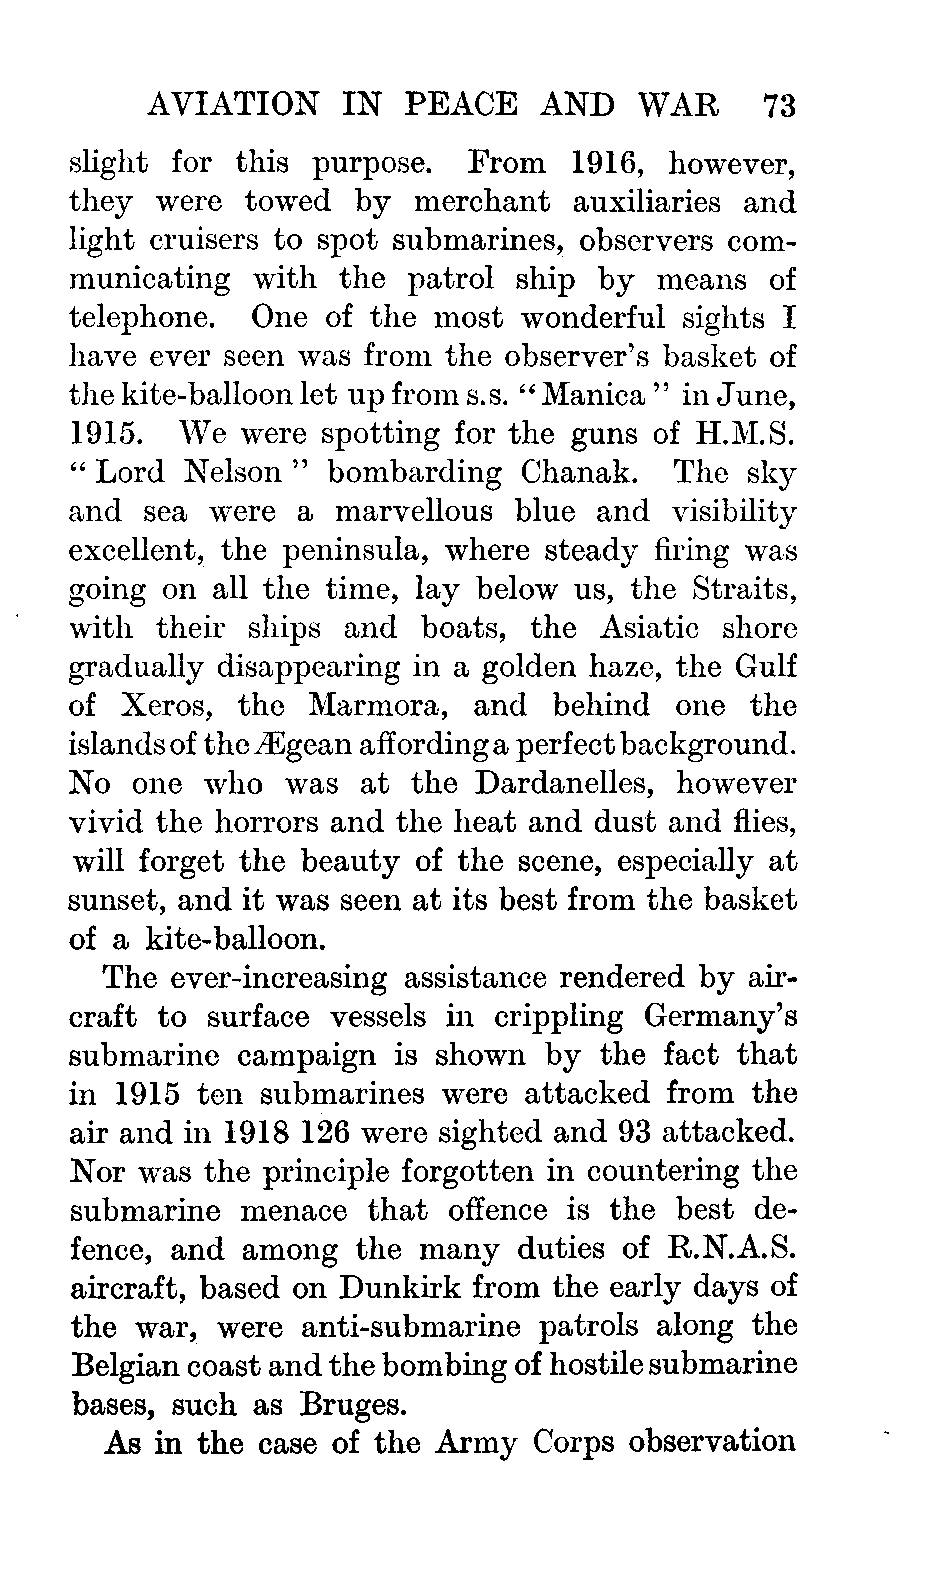 AVIATION IN PEACE AND WAR 73
slight for this purpose. From 1916, however,
they were towed by merchant auxiliaries and
light cruisers to spot submarines, observers com-
municating with the patrol ship by means of
telephone. One of the most wonderful sights I
have ever seen was from the observer's basket of
the kite-balloon let up from s.s. "Manica" in June,
1915. We were spotting for the guns of H.M.S.
"Lord Nelson" bombarding Chanak. The sky
and sea were a marvellous blue and visibility
excellent, the peninsula, where steady firing was
going on all the time, lay below us, the Straits,
with their ships and boats, the Asiatic shore
gradually disappearing in a golden haze, the Gulf
of Xeros, the Marmora, and behind one the
islands of the Ægean affording a perfect background.
No one who was at the Dardanelles, however
vivid the horrors and the heat and dust and flies,
will forget the beauty of the scene, especially at
sunset, and it was seen at its best from the basket
of a kite-balloon.
The ever-increasing assistance rendered by air-
craft to surface vessels in crippling Germany's
submarine campaign is shown by the fact that
in 1915 ten submarines were attacked from the
air and in 1918 126 were sighted and 93 attacked.
Nor was the principle forgotten in countering the
submarine menace that offence is the best de-
fence, and among the many duties of R.N.A.S.
aircraft, based on Dunkirk from the early days of
the war, were anti-submarine patrols along the
Belgian coast and the bombing of hostile submarine
bases, such as Bruges.
As in the case of the Army Corps observation